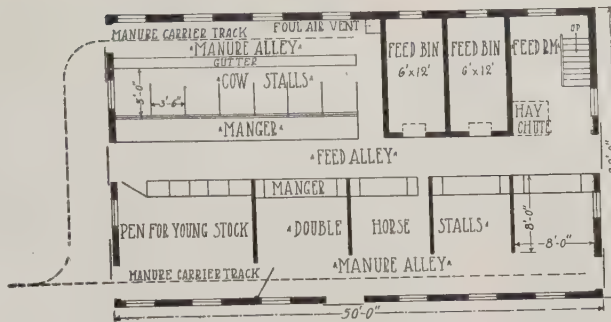 FOUL AIR VENT
MANURE CARRIER TRACK
MANURE ALLEY
GUTTER
COW STALLS
8'-0"
3'-6"
MANGER
FEED BIN
6'x12'
FEED BIN
6'x12'
FEED RM
UP
HAY
CHUTE
FEED ALLEY
MANGER
PEN FOR YOUNG STOCK
DOUBLE HORSE STALLS
8'-0"
8'-0"
MANURE CARRIER TRACK
MANURE ALLEY
50'-0"